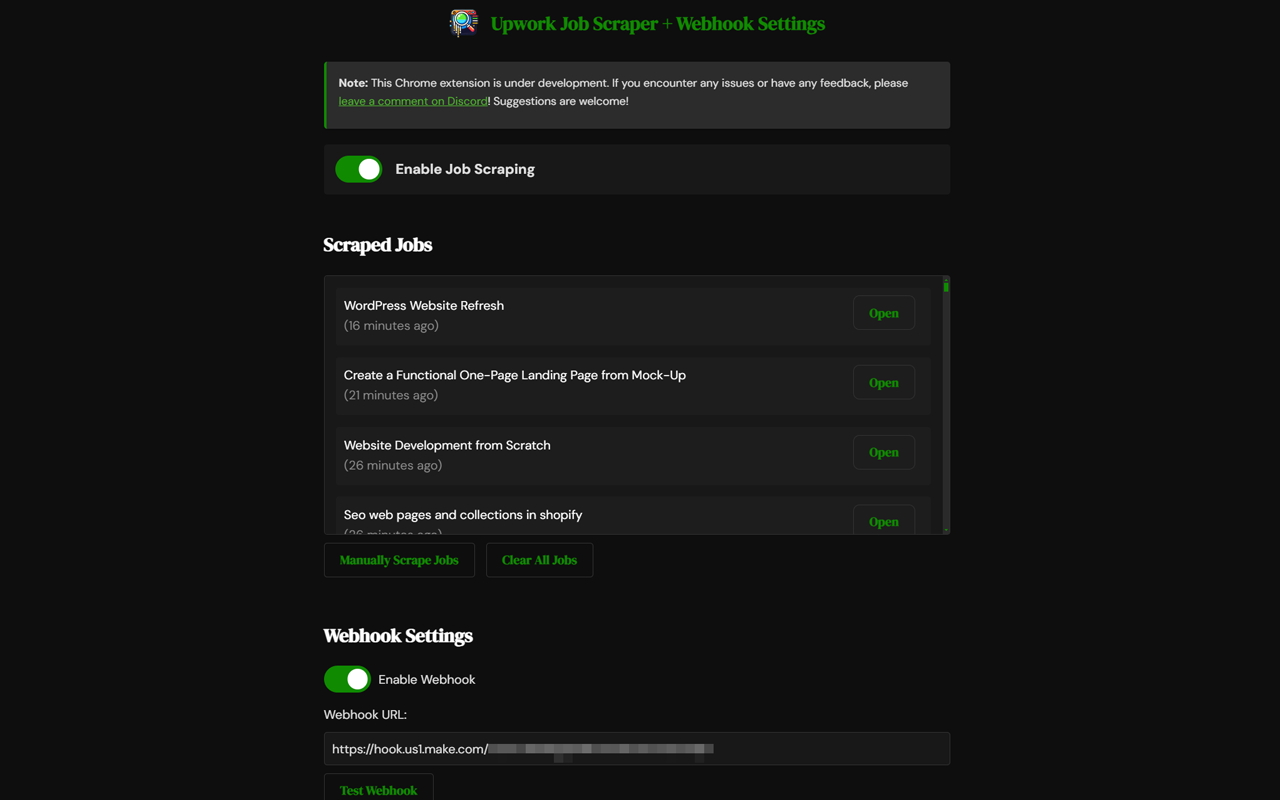 Upwork Job Scraper + Webhook Settings
Note: This Chrome extension is under development. If you encounter any issues or have any feedback, please
leave a comment on Discord! Suggestions are welcome!
Enable Job Scraping
Scraped Jobs
WordPress Website Refresh
(16 minutes ago)
Open
Create a Functional One-Page Landing Page from Mock-Up
(21 minutes ago)
Open
Website Development from Scratch
(26 minutes ago)
Open
Seo web pages and collections in shopify
(26 minutes ago)
Open
Manually Scrape Jobs
Clear All Jobs
Webhook Settings
Enable Webhook
Webhook URL:
https://hook.us1.make.com/
Test Webhook